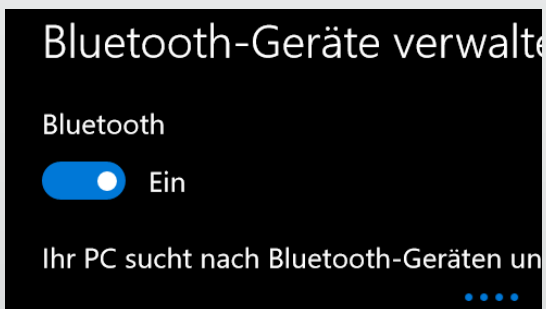 Bluetooth-Geräte verwalte
Bluetooth
Ein
Ihr PC sucht nach Bluetooth-Geräten un